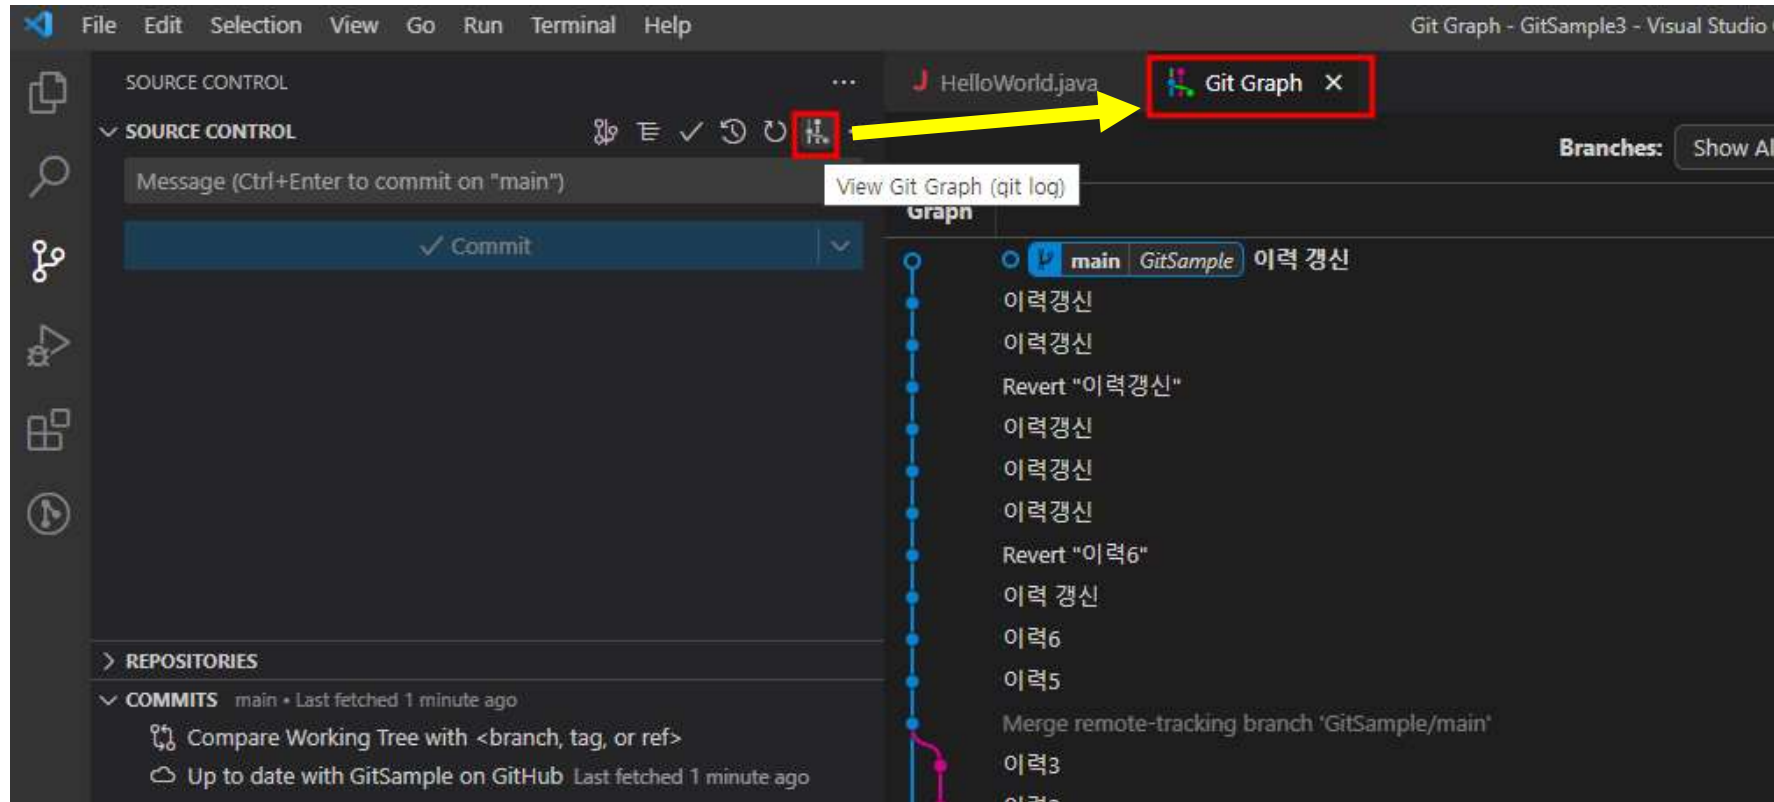 File Edit Selection View Go Run Terminal Help
Git Graph - GitSample3 - Visual Studio
SOURCE CONTROL
HelloWorld.java
Git Graph
SOURCE CONTROL
Branches: Show Al
Message (Ctrl+Enter to commit on "main")
View Git Graph (git log)
Commit
Graph
main GitSample 이력 갱신
이력갱신
이력갱신
Revert "이력갱신"
이력갱신
이력갱신
이력갱신
Revert "이력6"
이력 갱신
이력6
이력5
Merge remote-tracking branch 'GitSample/main'
이력3
REPOSITORIES
COMMITS main • Last fetched 1 minute ago
Compare Working Tree with <branch, tag, or ref>
Up to date with GitSample on GitHub Last fetched 1 minute ago